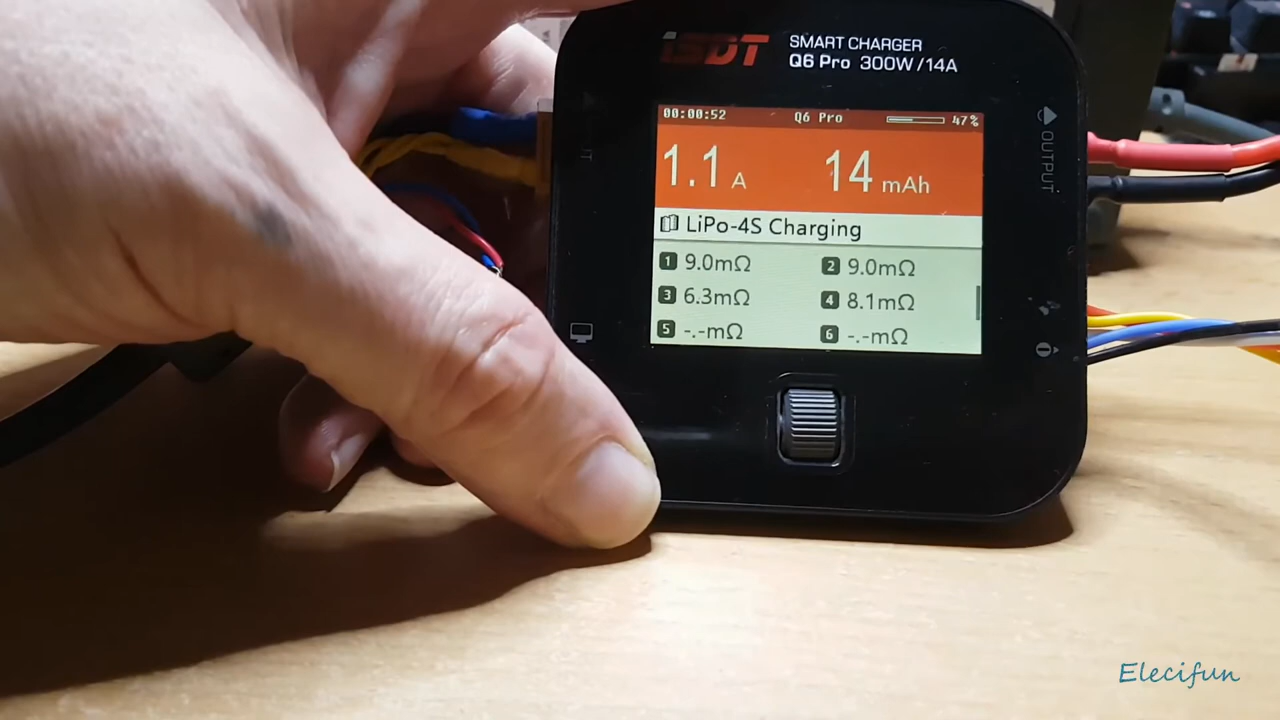 iSDT
SMART CHARGER
Q6 Pro 300W/14A
00:00:52 Q6 Pro 47%
1.1 A 14 mAh
LiPo-4S Charging
1 9.0mΩ 2 9.0mΩ
3 6.3mΩ 4 8.1mΩ
5 -.-mΩ 6 -.-mΩ
OUTPUT
Elecifun